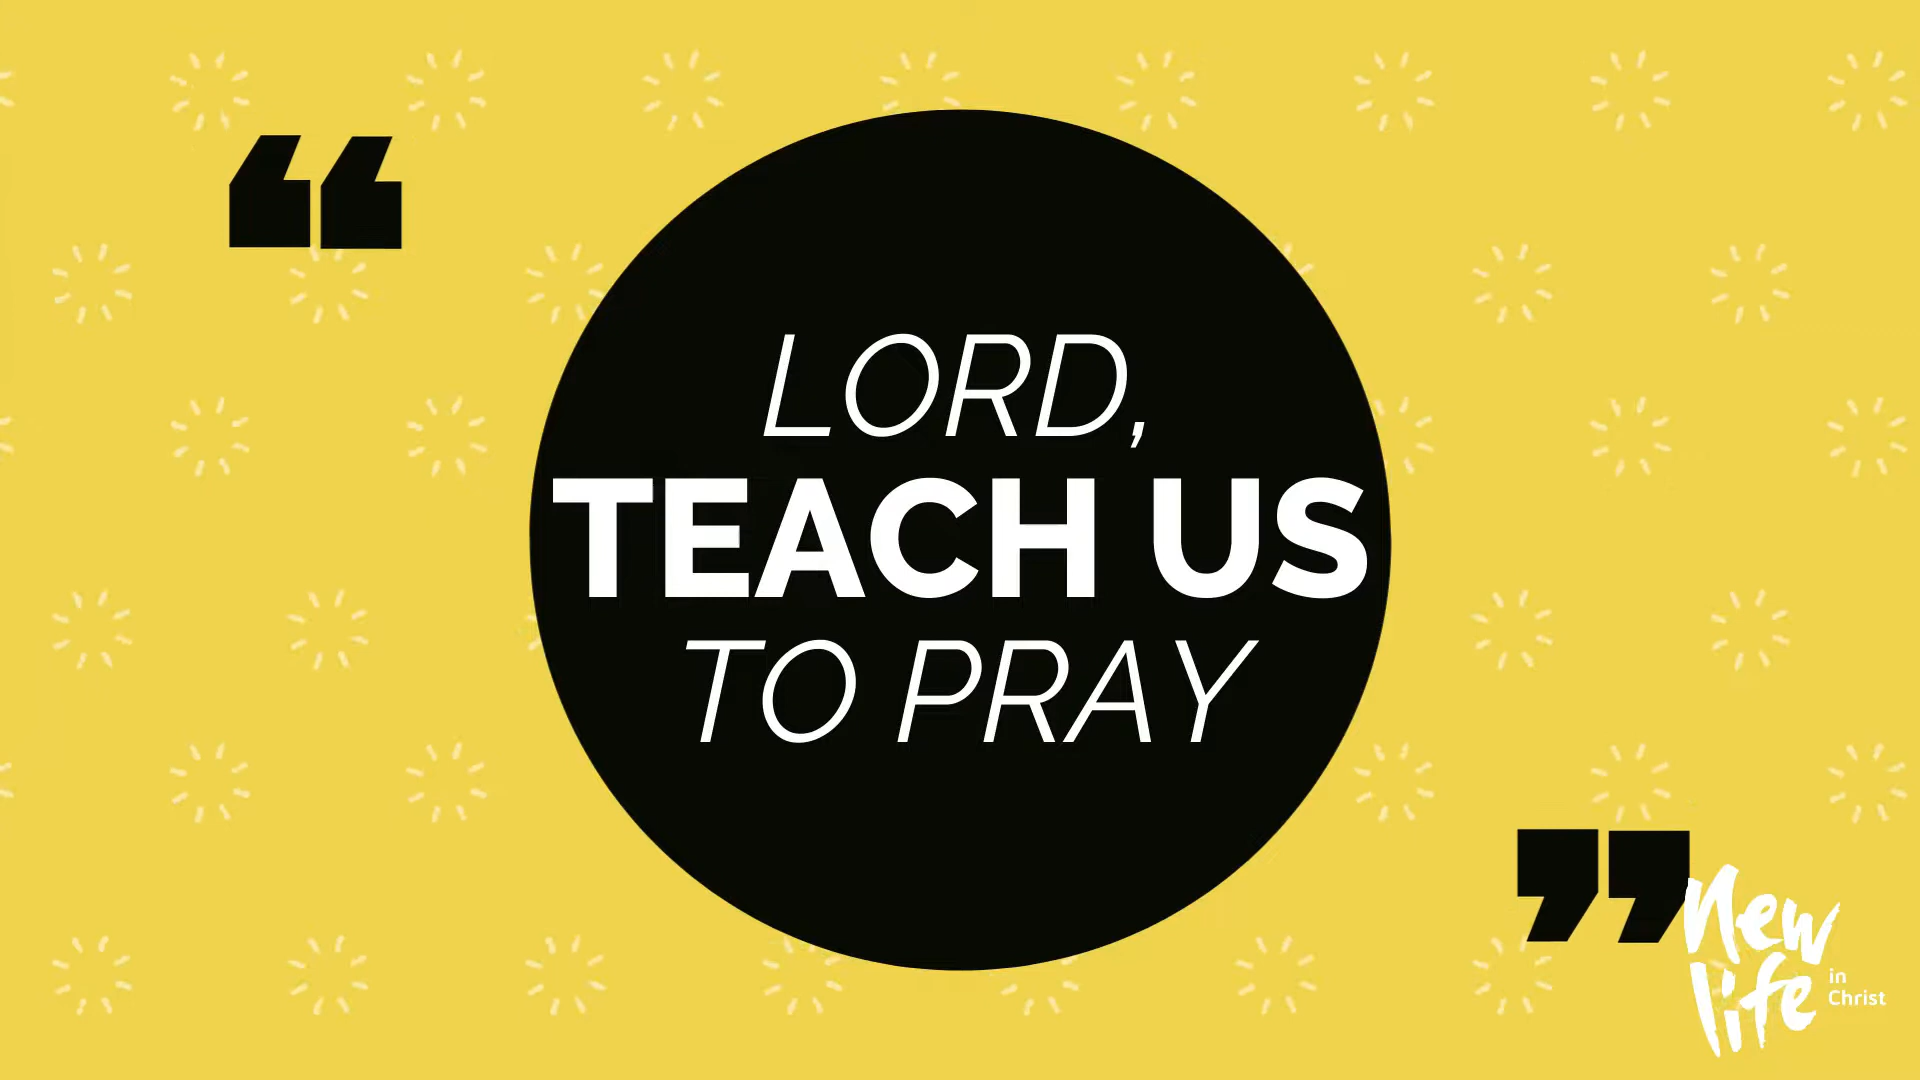 “
LORD,
TEACH US
TO PRAY
”
New
life
in
Christ